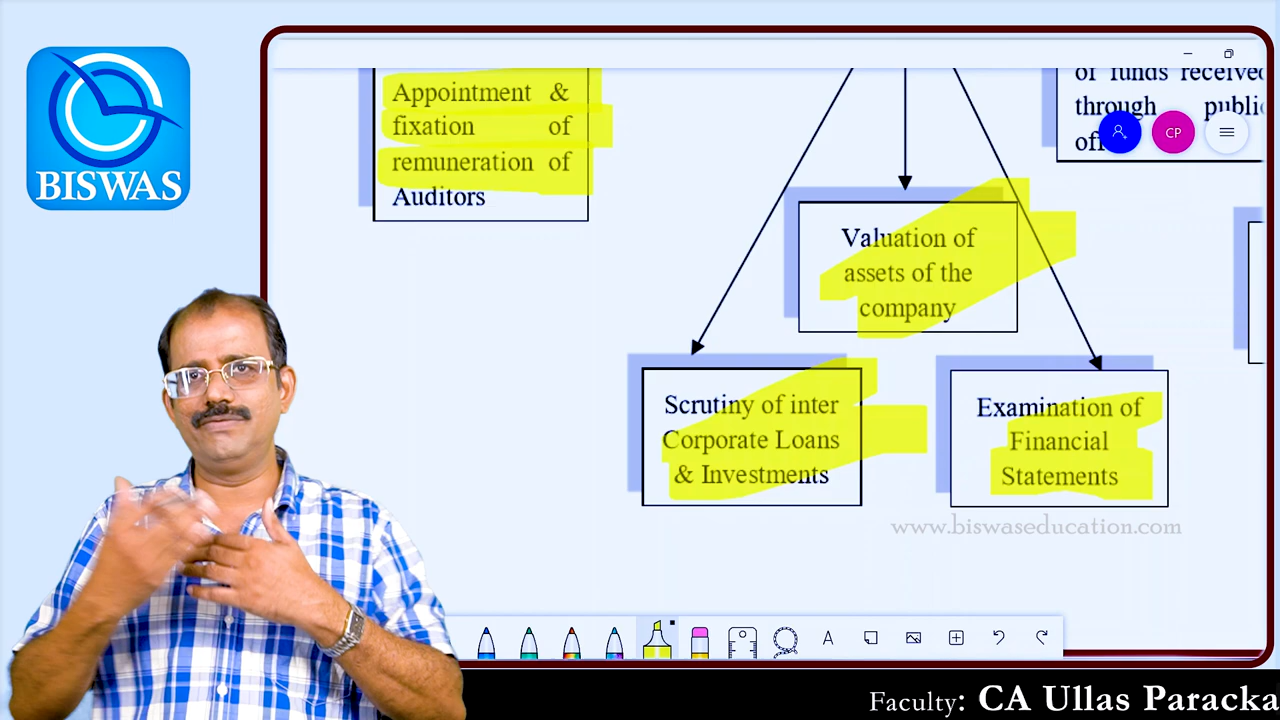 BISWAS
Appointment &
fixation of
remuneration of
Auditors
of funds received
through
CP
Valuation of
assets of the
company
Scrutiny of inter
Corporate Loans
& Investments
Examination of
Financial
Statements
www.biswaseducation.com
A
Faculty: CA Ullas Paracka